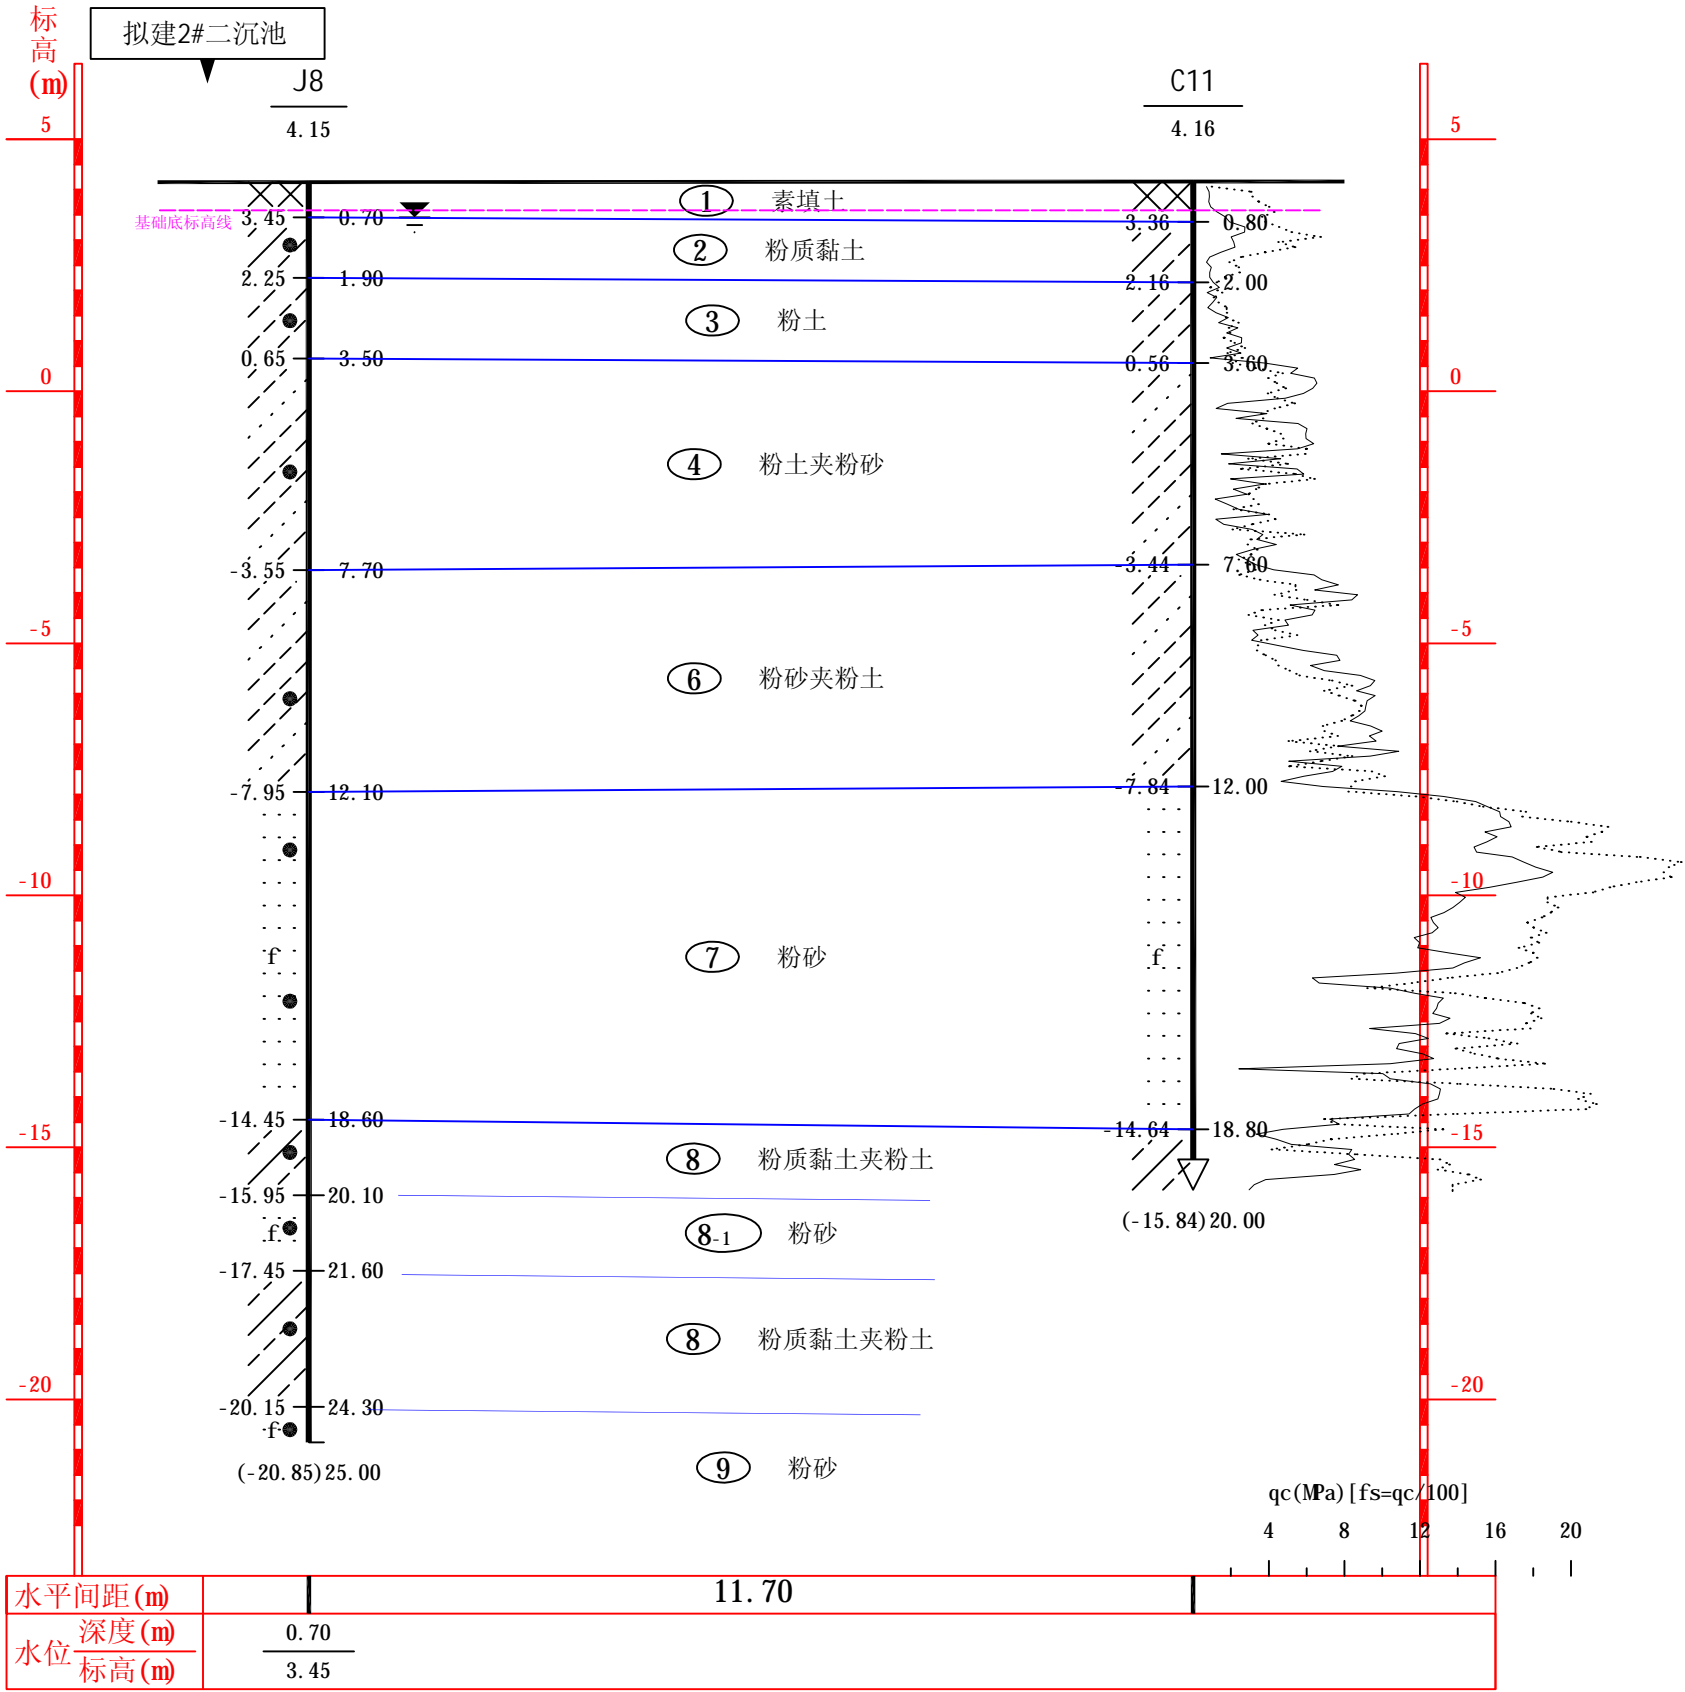 标高(m)
拟建2#二沉池
J8
4.15
C11
4.16
5
5
① 素填土
基础底标高线
3.45 0.70
3.36 0.80
② 粉质黏土
2.25 1.90
2.16 2.00
③ 粉土
0.65 3.50
0.56 3.60
0
0
④ 粉土夹粉砂
-3.55 7.70
-3.44 7.60
-5
-5
⑥ 粉砂夹粉土
-7.95 12.10
-7.84 12.00
-10
-10
f
⑦ 粉砂
f
-14.45 18.60
-14.64 18.80
-15
-15
⑧ 粉质黏土夹粉土
-15.95 20.10
(-15.84)20.00
f
8-1 粉砂
-17.45 21.60
⑧ 粉质黏土夹粉土
-20
-20
-20.15 24.30
f
(-20.85)25.00
⑨ 粉砂
qc(MPa)[fs=qc/100]
4 8 12 16 20
水平间距(m) 11.70
水位 深度(m) 0.70
标高(m) 3.45